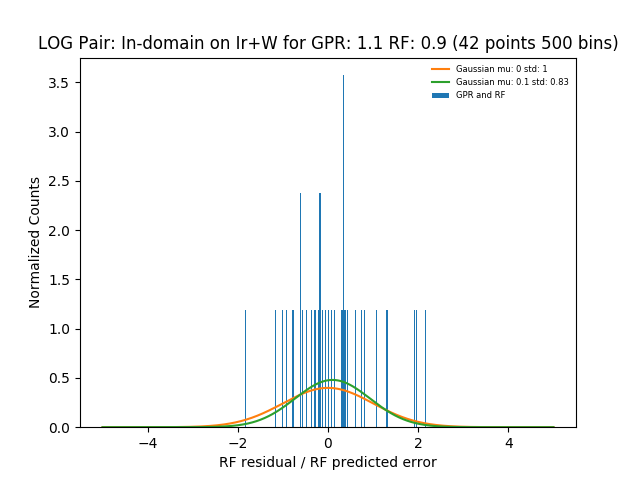 LOG Pair: In-domain on Ir+W for GPR: 1.1 RF: 0.9 (42 points 500 bins)
Gaussian mu: 0 std: 1
Gaussian mu: 0.1 std: 0.83
GPR and RF
Normalized Counts
3.5
3.0
2.5
2.0
1.5
1.0
0.5
0.0
−4 −2 0 2 4
RF residual / RF predicted error